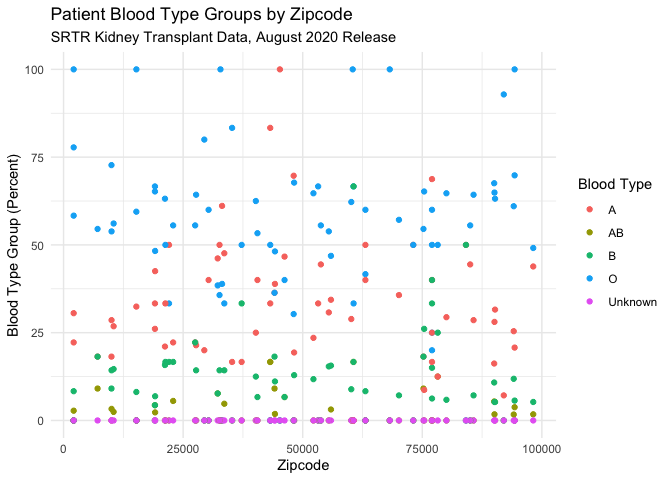 Patient Blood Type Groups by Zipcode
SRTR Kidney Transplant Data, August 2020 Release
100
75
50
25
0
Blood Type Group (Percent)
0
25000
50000
75000
100000
Zipcode
Blood Type
A
AB
B
O
Unknown